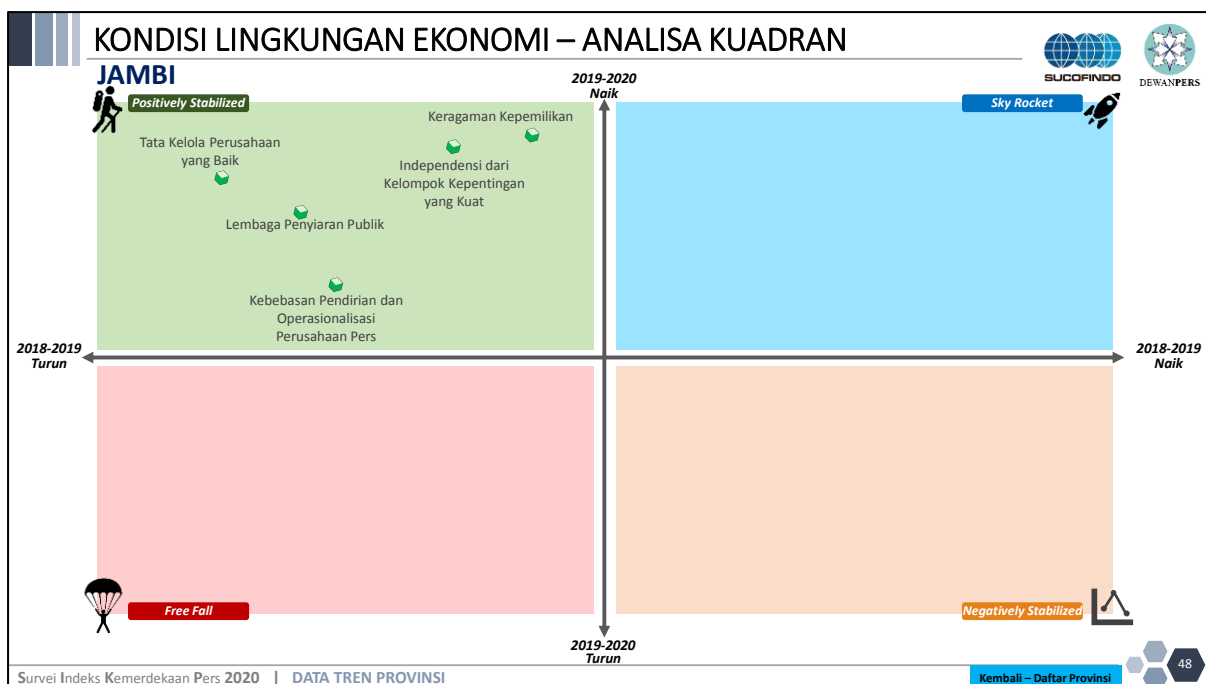 KONDISI LINGKUNGAN EKONOMI – ANALISA KUADRAN
JAMBI
SUCOFINDO
DEWANPERS
2019-2020
Naik
Positively Stabilized
Sky Rocket
Keragaman Kepemilikan
Tata Kelola Perusahaan
yang Baik
Independensi dari
Kelompok Kepentingan
yang Kuat
Lembaga Penyiaran Publik
Kebebasan Pendirian dan
Operasionalisasi
Perusahaan Pers
2018-2019
Turun
2018-2019
Naik
Free Fall
Negatively Stabilized
2019-2020
Turun
Survei Indeks Kemerdekaan Pers 2020 | DATA TREN PROVINSI
Kembali – Daftar Provinsi
48